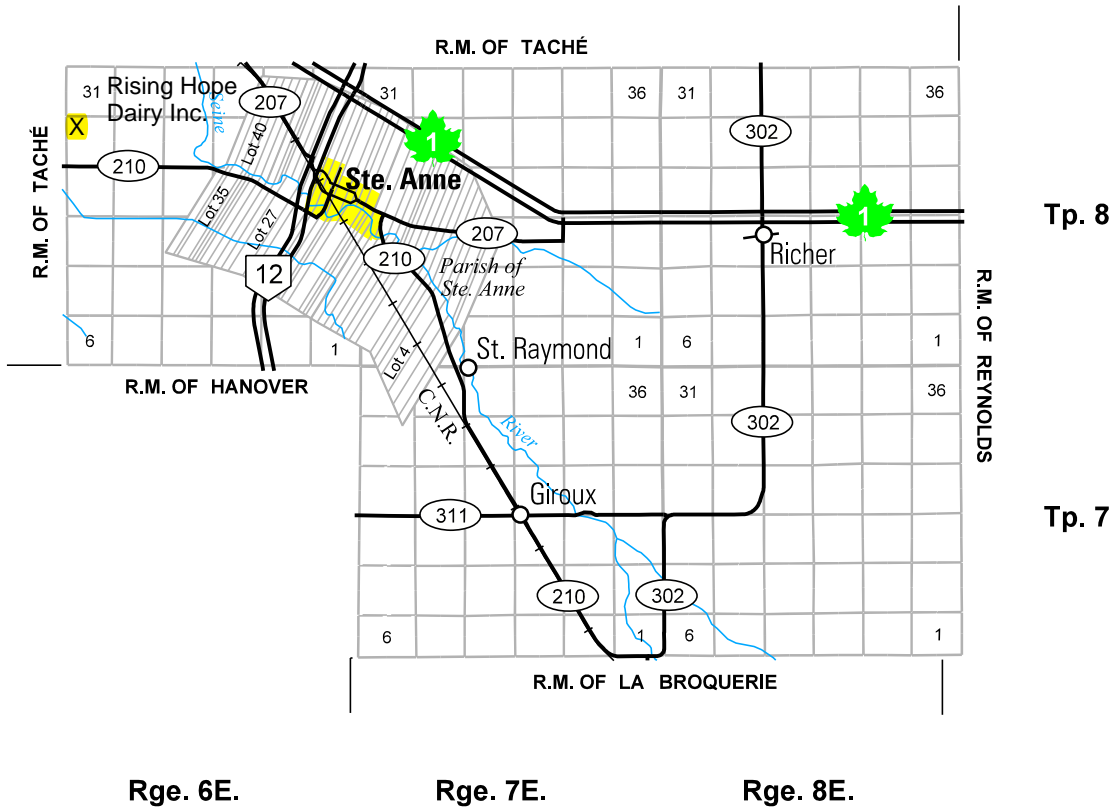 R.M. OF TACHÉ
31
Rising Hope
Dairy Inc.
X
Seine
207
31
1
36
31
36
302
R.M. OF TACHÉ
210
Lot 40
Lot 35
Lot 27
Ste. Anne
1
Tp. 8
207
Richer
12
210
Parish of
Ste. Anne
6
1
Lot 4
St. Raymond
1
6
1
R.M. OF REYNOLDS
R.M. OF HANOVER
36
31
36
C.N.R.
River
302
Giroux
311
Tp. 7
210
302
6
1
6
1
R.M. OF LA BROQUERIE
Rge. 6E.
Rge. 7E.
Rge. 8E.